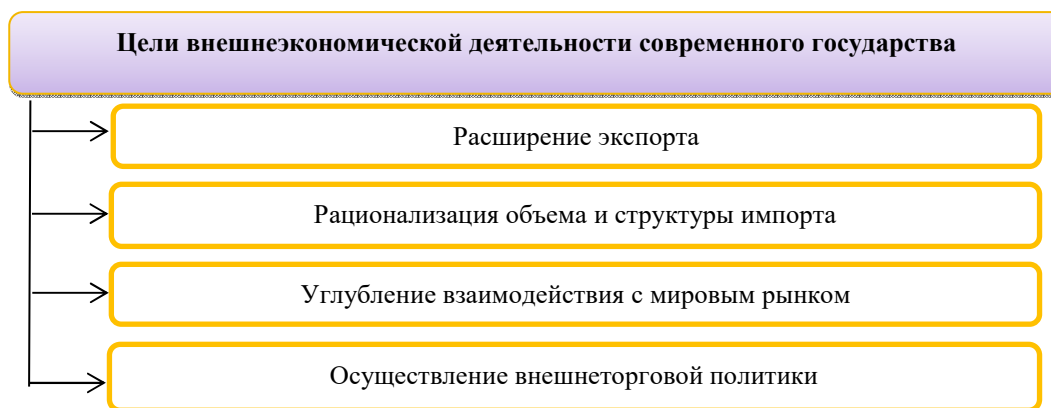 Цели внешнеэкономической деятельности современного государства
Расширение экспорта
Рационализация объема и структуры импорта
Углубление взаимодействия с мировым рынком
Осуществление внешнеторговой политики